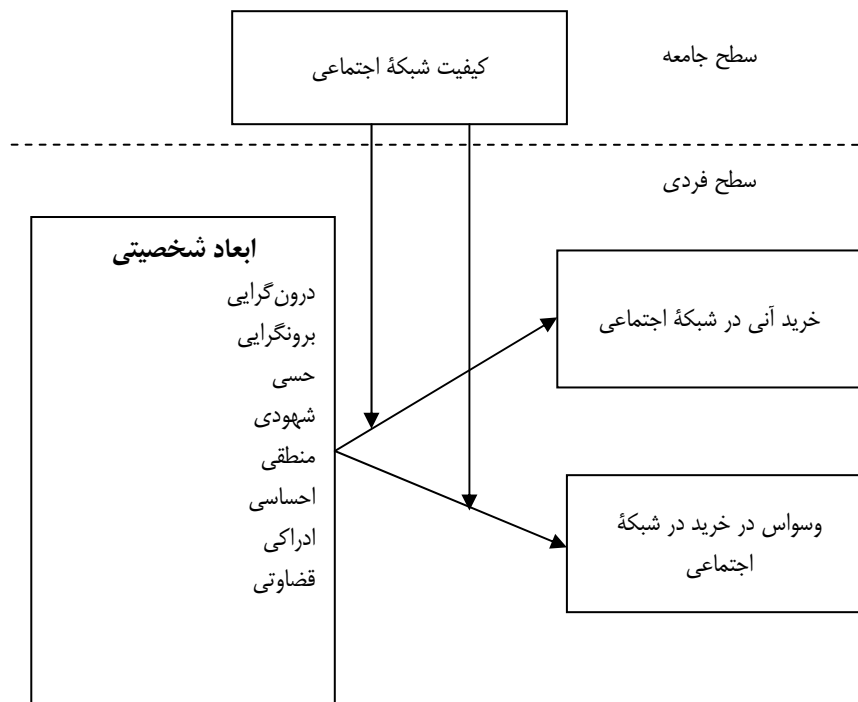 سطح جامعه
کیفیت شبکۀ اجتماعی
سطح فردی
ابعاد شخصیتی
درون‌گرایی
برونگرایی
حسی
شهودی
منطقی
احساسی
ادراکی
قضاوتی
خرید آنی در شبکۀ اجتماعی
وسواس در خرید در شبکۀ
اجتماعی